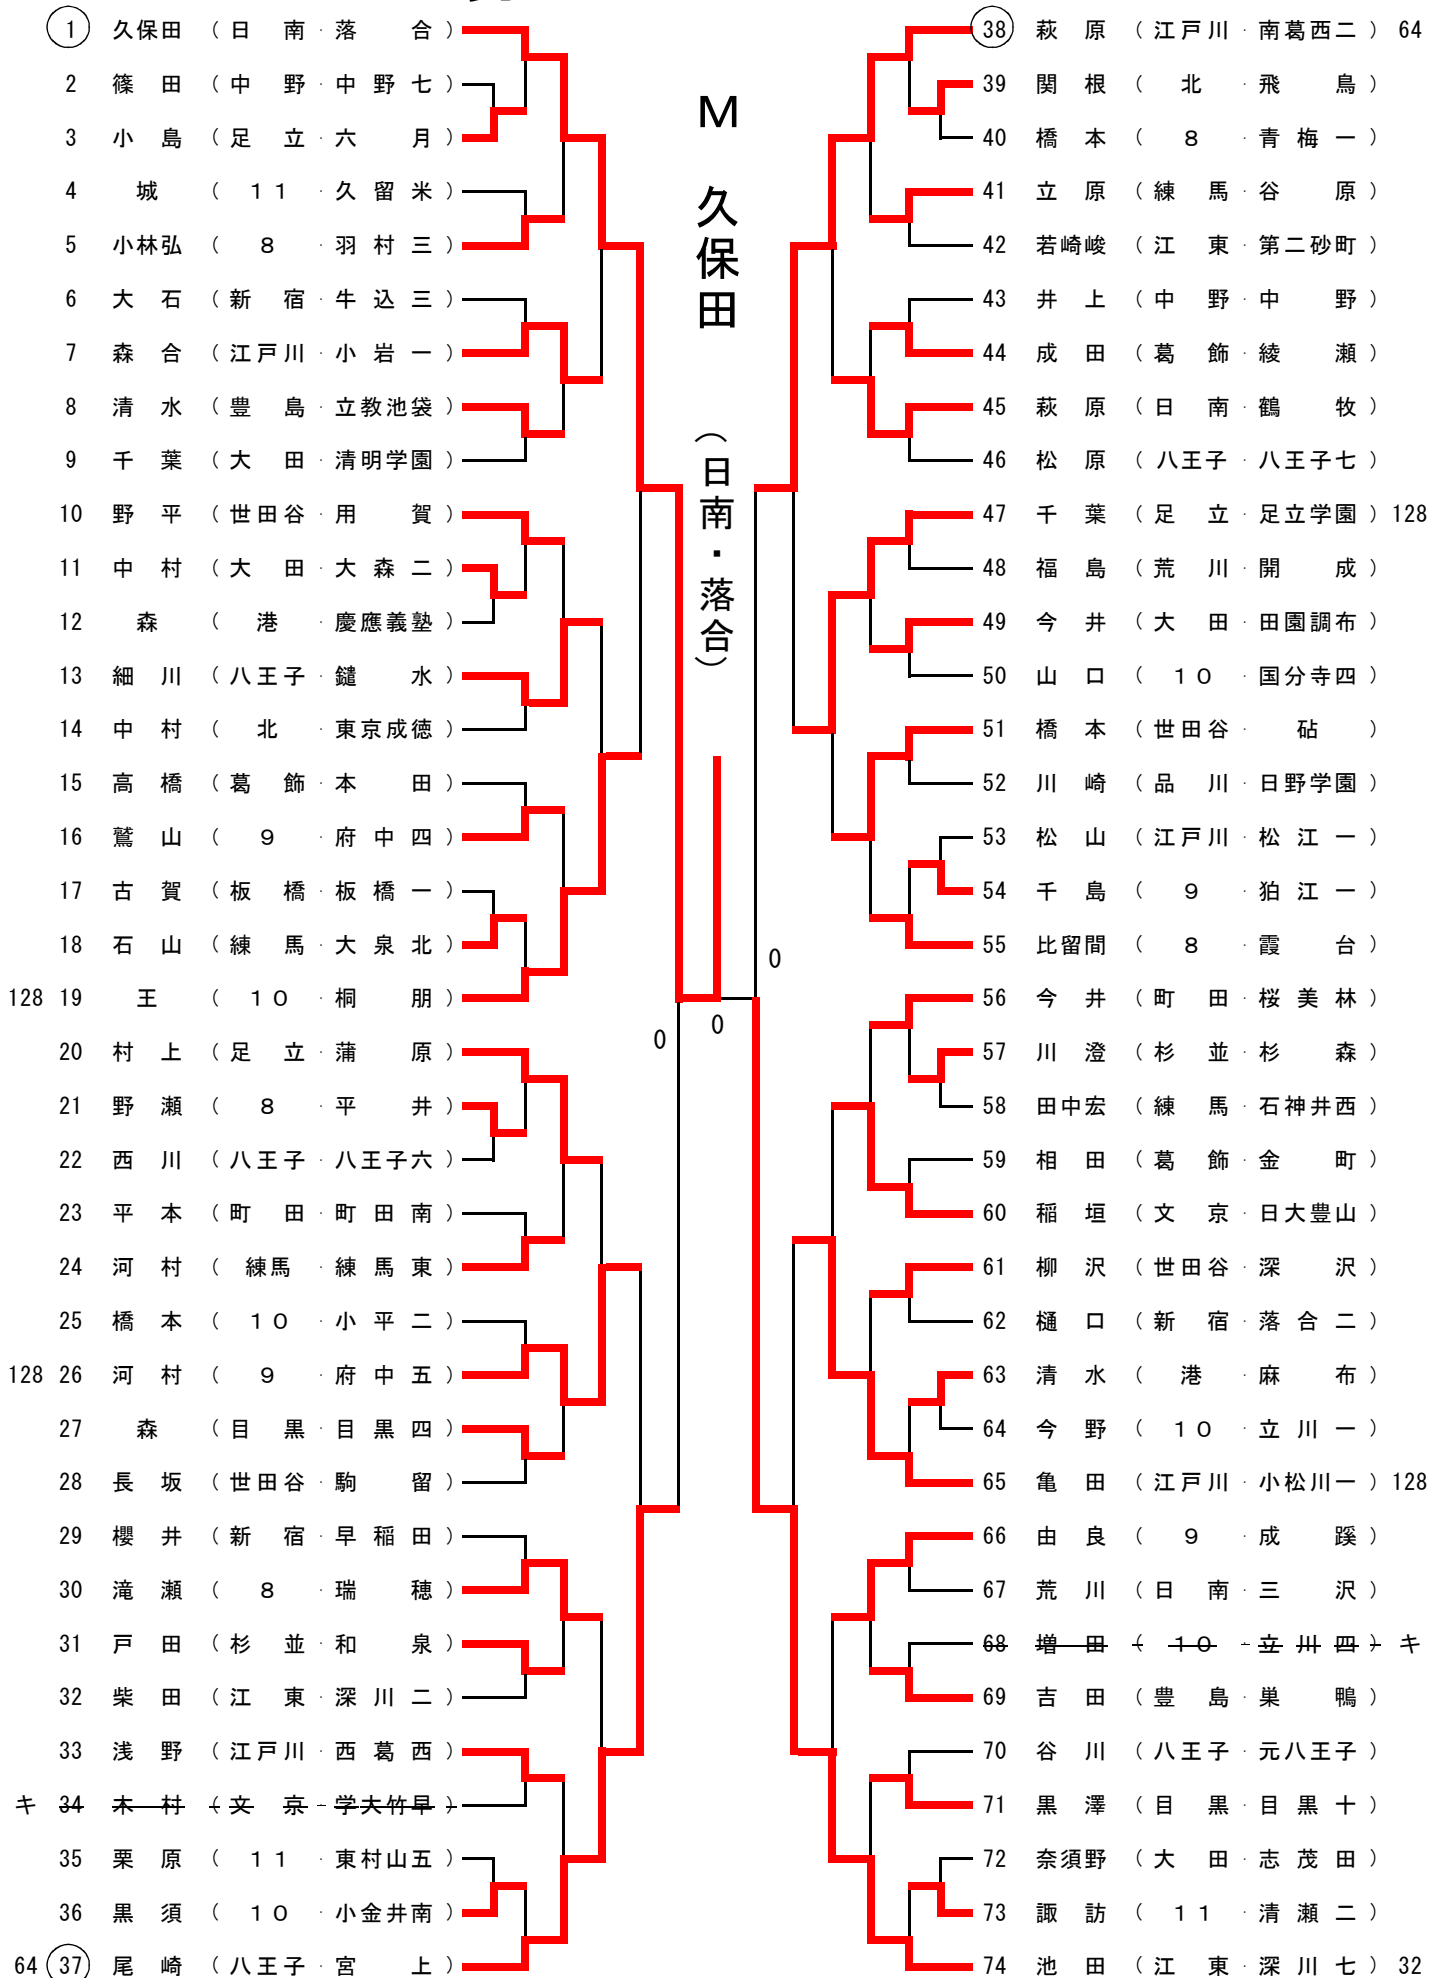 1 久保田 （ 日 南 · 落 合 ）
2 篠 田 （ 中 野 · 中 野 七 ）
3 小 島 （ 足 立 · 六 月 ）
4 城 （ 11 · 久 留 米 ）
5 小林弘 （ 8 · 羽 村 三 ）
6 大 石 （ 新 宿 · 牛 込 三 ）
7 森 合 （ 江戸川 · 小 岩 一 ）
8 清 水 （ 豊 島 · 立教池袋 ）
9 千 葉 （ 大 田 · 清明学園 ）
10 野 平 （ 世田谷 · 用 賀 ）
11 中 村 （ 大 田 · 大 森 二 ）
12 森 （ 港 · 慶應義塾 ）
13 細 川 （ 八王子 · 鑓 水 ）
14 中 村 （ 北 · 東京成徳 ）
15 高 橋 （ 葛 飾 · 本 田 ）
16 鷲 山 （ 9 · 府 中 四 ）
17 古 賀 （ 板 橋 · 板 橋 一 ）
18 石 山 （ 練 馬 · 大 泉 北 ）
128 19 王 （ 10 · 桐 朋 ）
20 村 上 （ 足 立 · 蒲 原 ）
21 野 瀬 （ 8 · 平 井 ）
22 西 川 （ 八王子 · 八王子六 ）
23 平 本 （ 町 田 · 町 田 南 ）
24 河 村 （ 練馬 · 練 馬 東 ）
25 橋 本 （ 10 · 小 平 二 ）
128 26 河 村 （ 9 · 府 中 五 ）
27 森 （ 目 黒 · 目 黒 四 ）
28 長 坂 （ 世田谷 · 駒 留 ）
29 櫻 井 （ 新 宿 · 早 稲 田 ）
30 滝 瀬 （ 8 · 瑞 穂 ）
31 戸 田 （ 杉 並 · 和 泉 ）
32 柴 田 （ 江 東 · 深 川 二 ）
33 浅 野 （ 江戸川 · 西 葛 西 ）
キ 34 木 村 （ 文 京 · 学大竹早 ）
35 栗 原 （ 11 · 東村山五 ）
36 黒 須 （ 10 · 小金井南 ）
64 37 尾 崎 （ 八王子 · 宮 上 ）
M 久保田
（日南・落合）
0
0
0
38 萩 原 （ 江戸川 · 南葛西二 ） 64
39 関 根 （ 北 · 飛 鳥 ）
40 橋 本 （ 8 · 青 梅 一 ）
41 立 原 （ 練 馬 · 谷 原 ）
42 若崎峻 （ 江 東 · 第二砂町 ）
43 井 上 （ 中 野 · 中 野 ）
44 成 田 （ 葛 飾 · 綾 瀬 ）
45 萩 原 （ 日 南 · 鶴 牧 ）
46 松 原 （ 八王子 · 八王子七 ）
47 千 葉 （ 足 立 · 足立学園 ） 128
48 福 島 （ 荒 川 · 開 成 ）
49 今 井 （ 大 田 · 田園調布 ）
50 山 口 （ 10 · 国分寺四 ）
51 橋 本 （ 世田谷 · 砧 ）
52 川 崎 （ 品 川 · 日野学園 ）
53 松 山 （ 江戸川 · 松 江 一 ）
54 千 島 （ 9 · 狛 江 一 ）
55 比留間 （ 8 · 霞 台 ）
56 今 井 （ 町 田 · 桜 美 林 ）
57 川 澄 （ 杉 並 · 杉 森 ）
58 田中宏 （ 練 馬 · 石神井西 ）
59 相 田 （ 葛 飾 · 金 町 ）
60 稲 垣 （ 文 京 · 日大豊山 ）
61 柳 沢 （ 世田谷 · 深 沢 ）
62 樋 口 （ 新 宿 · 落 合 二 ）
63 清 水 （ 港 · 麻 布 ）
64 今 野 （ 10 · 立 川 一 ）
65 亀 田 （ 江戸川 · 小松川一 ） 128
66 由 良 （ 9 · 成 蹊 ）
67 荒 川 （ 日 南 · 三 沢 ）
68 増 田 （ 10 · 立 川 四 ） キ
69 吉 田 （ 豊 島 · 巣 鴨 ）
70 谷 川 （ 八王子 · 元八王子 ）
71 黒 澤 （ 目 黒 · 目 黒 十 ）
72 奈須野 （ 大 田 · 志 茂 田 ）
73 諏 訪 （ 11 · 清 瀬 二 ）
74 池 田 （ 江 東 · 深 川 七 ） 32